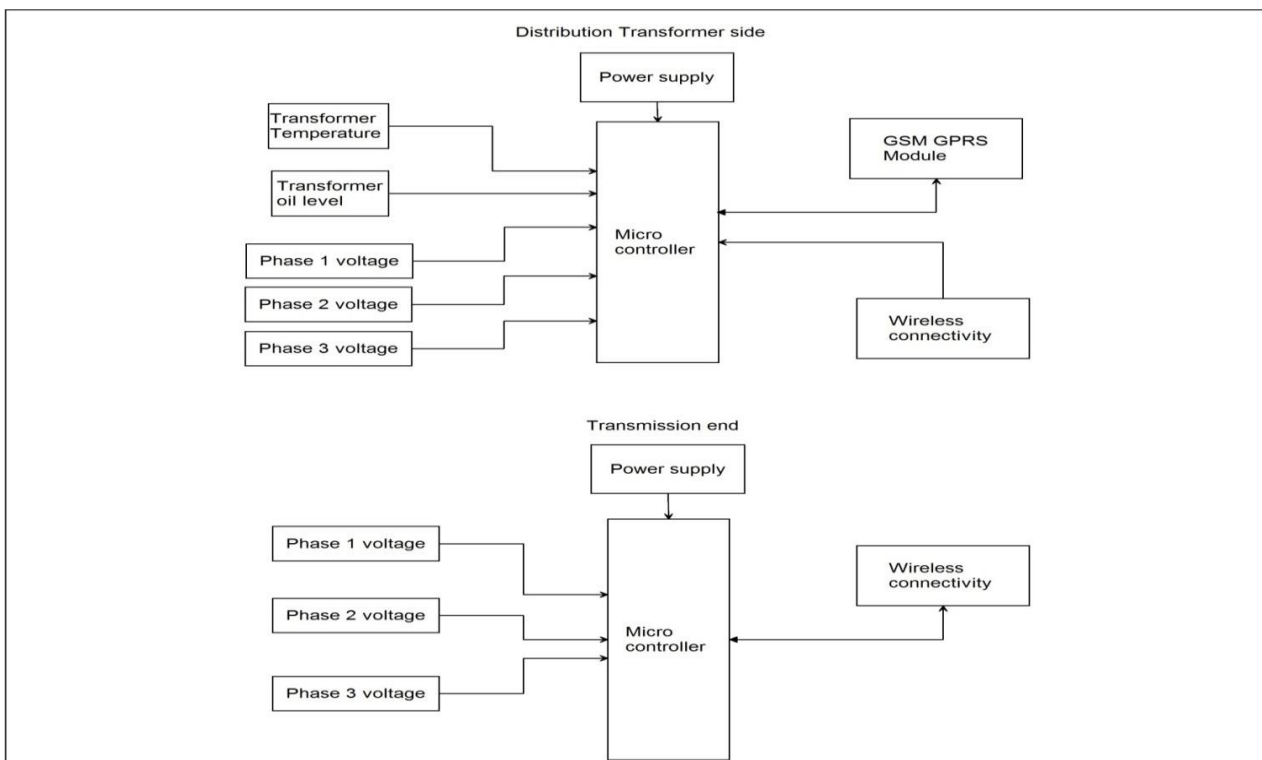 Distribution Transformer side
Power supply
Transformer
Temperature
GSM GPRS
Module
Transformer
oil level
Micro
controller
Phase 1 voltage
Phase 2 voltage
Phase 3 voltage
Wireless
connectivity
Transmission end
Power supply
Phase 1 voltage
Wireless
connectivity
Phase 2 voltage
Micro
controller
Phase 3 voltage